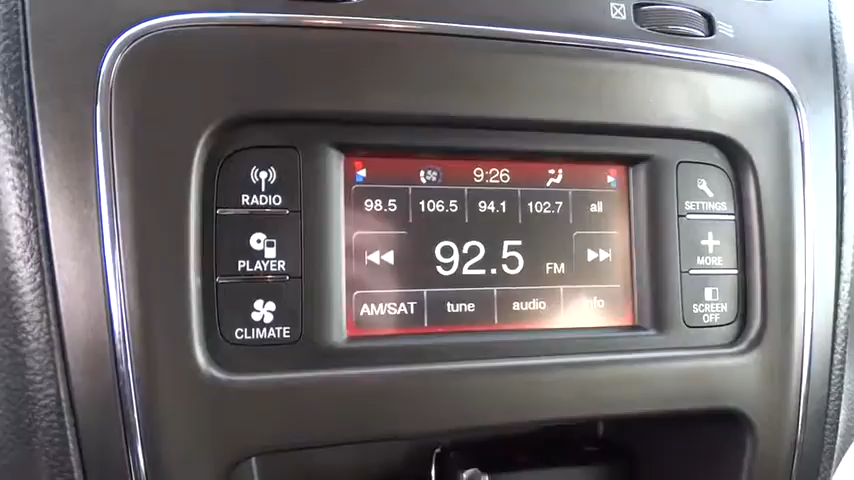 9:26
RADIO
98.5 106.5 94.1 102.7 all
SETTINGS
PLAYER
92.5 FM
MORE
CLIMATE
AM/SAT tune audio info
SCREEN
OFF